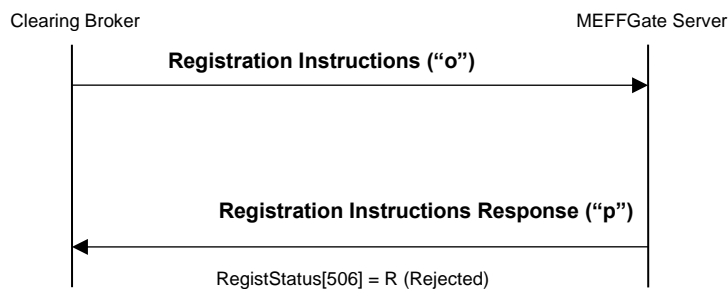 Clearing Broker
MEFFGate Server
Registration Instructions (“o”)
Registration Instructions Response (“p”)
RegistStatus[506] = R (Rejected)